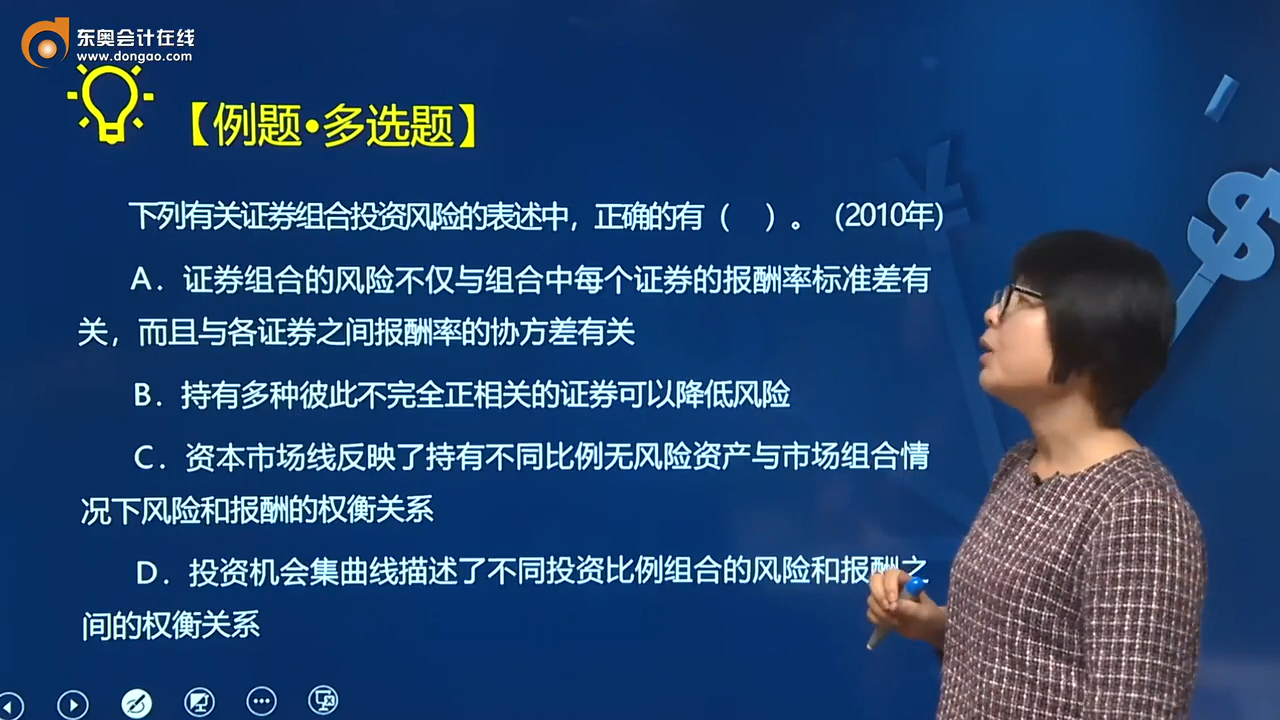 东奥会计在线
www.dongao.com
【例题•多选题】
下列有关证券组合投资风险的表述中，正确的有（　）。（2010年）
A．证券组合的风险不仅与组合中每个证券的报酬率标准差有
关，而且与各证券之间报酬率的协方差有关
B．持有多种彼此不完全正相关的证券可以降低风险
C．资本市场线反映了持有不同比例无风险资产与市场组合情
况下风险和报酬的权衡关系
D．投资机会集曲线描述了不同投资比例组合的风险和报酬之
间的权衡关系